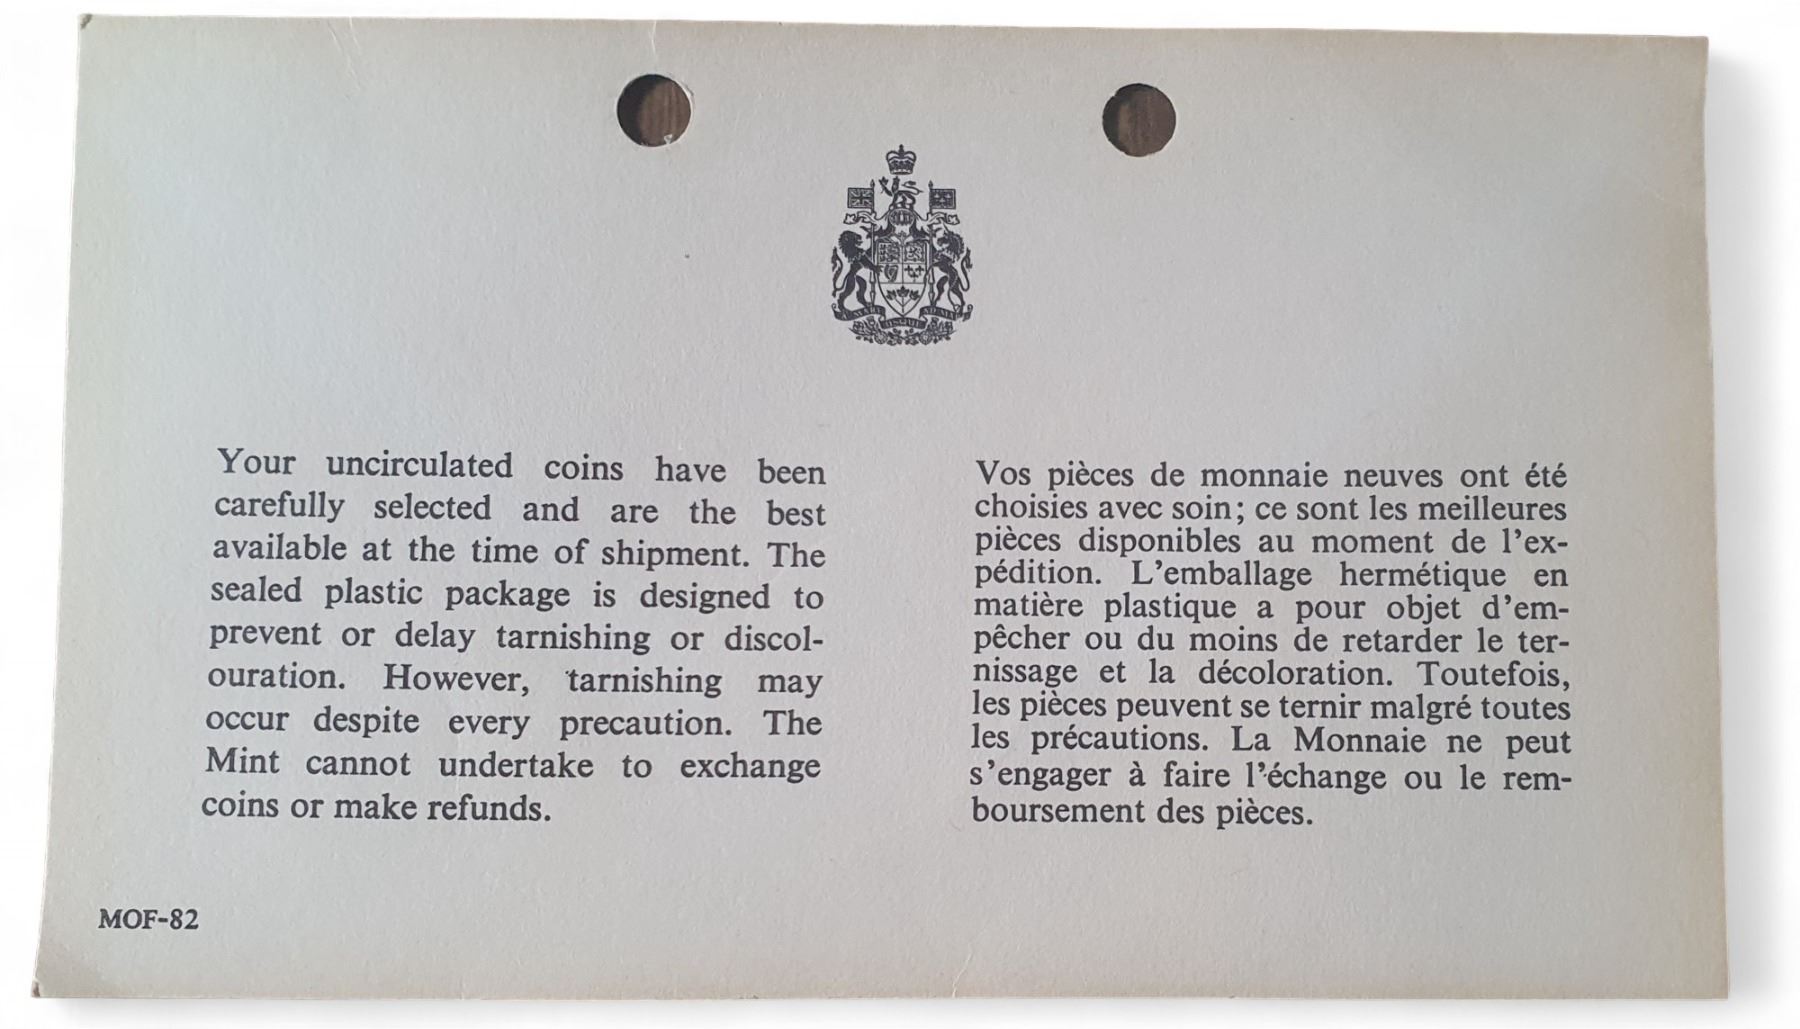 Your uncirculated coins have been
carefully selected and are the best
available at the time of shipment. The
sealed plastic package is designed to
prevent or delay tarnishing or discol-
ouration. However, tarnishing may
occur despite every precaution. The
Mint cannot undertake to exchange
coins or make refunds.
Vos pièces de monnaie neuves ont été
choisies avec soin; ce sont les meilleures
pièces disponibles au moment de l'ex-
pédition. L'emballage hermétique en
matière plastique a pour objet d'em-
pêcher ou du moins de retarder le ter-
nissage et la décoloration. Toutefois,
les pièces peuvent se ternir malgré toutes
les précautions. La Monnaie ne peut
s'engager à faire l'échange ou le rem-
boursement des pièces.
MOF-82